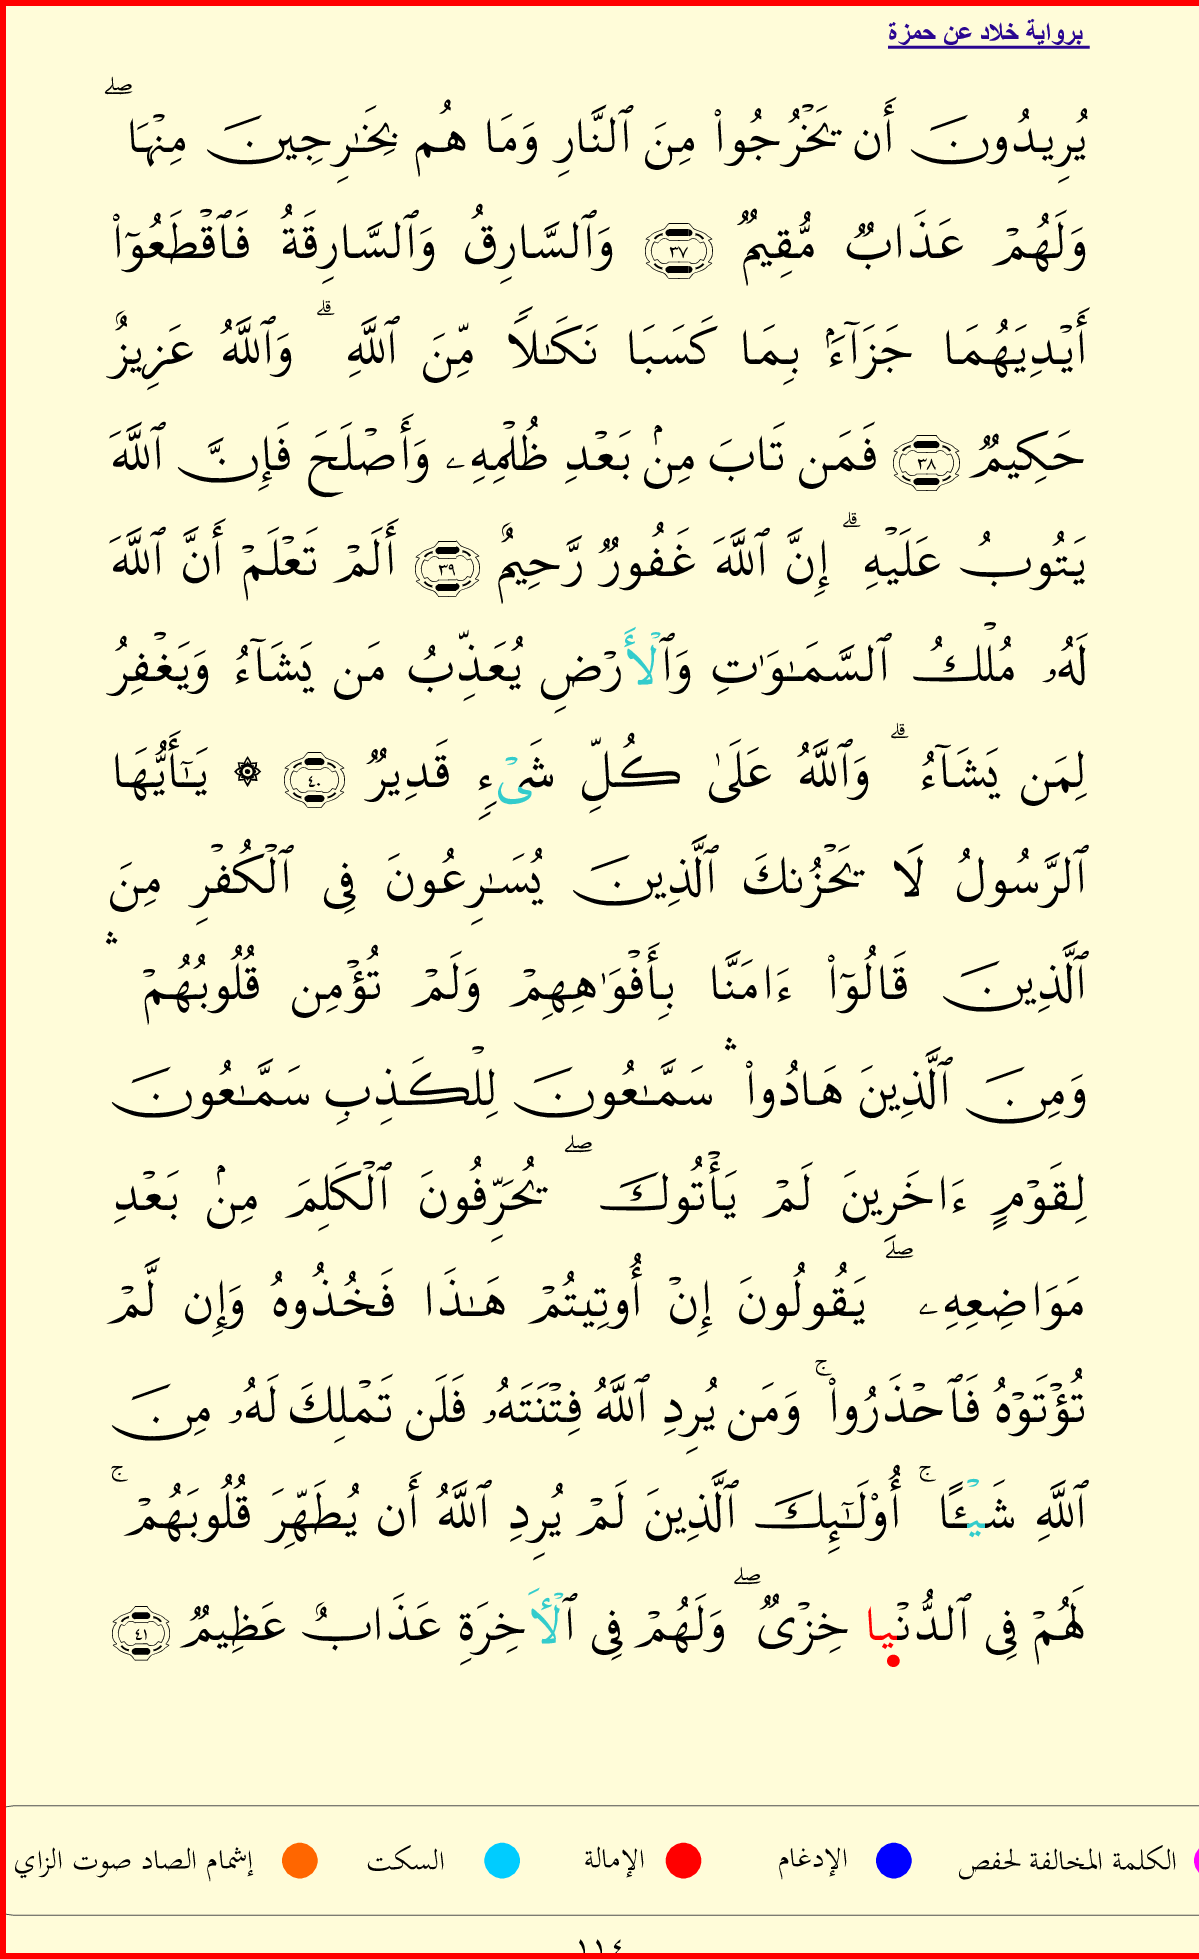 برواية خلاد عن حمزة
يُرِيدُونَ أَن يَخْرُجُوا۟ مِنَ ٱلنَّارِ وَمَا هُم بِخَـٰرِجِينَ مِنْهَا ۖ
وَلَهُمْ عَذَابٌ مُّقِيمٌ ٣٧ وَٱلسَّارِقُ وَٱلسَّارِقَةُ فَٱقْطَعُوٓا۟
أَيْدِيَهُمَا جَزَآءًۢ بِمَا كَسَبَا نَكَـٰلًا مِّنَ ٱللَّهِ ۗ وَٱللَّهُ عَزِيزٌ
حَكِيمٌ ٣٨ فَمَن تَابَ مِنۢ بَعْدِ ظُلْمِهِۦ وَأَصْلَحَ فَإِنَّ ٱللَّهَ
يَتُوبُ عَلَيْهِ ۗ إِنَّ ٱللَّهَ غَفُورٌ رَّحِيمٌ ٣٩ أَلَمْ تَعْلَمْ أَنَّ ٱللَّهَ
لَهُۥ مُلْكُ ٱلسَّمَـٰوَٰتِ وَٱلْأَرْضِ يُعَذِّبُ مَن يَشَآءُ وَيَغْفِرُ
لِمَن يَشَآءُ ۗ وَٱللَّهُ عَلَىٰ كُلِّ شَىْءٍ قَدِيرٌ ٤٠ ۞ يَـٰٓأَيُّهَا
ٱلرَّسُولُ لَا يَحْزُنكَ ٱلَّذِينَ يُسَـٰرِعُونَ فِى ٱلْكُفْرِ مِنَ
ٱلَّذِينَ قَالُوٓا۟ ءَامَنَّا بِأَفْوَٰهِهِمْ وَلَمْ تُؤْمِن قُلُوبُهُمْ ۛ
وَمِنَ ٱلَّذِينَ هَادُوا۟ ۛ سَمَّـٰعُونَ لِلْكَذِبِ سَمَّـٰعُونَ
لِقَوْمٍ ءَاخَرِينَ لَمْ يَأْتُوكَ ۖ يُحَرِّفُونَ ٱلْكَلِمَ مِنۢ بَعْدِ
مَوَاضِعِهِۦ ۖ يَقُولُونَ إِنْ أُوتِيتُمْ هَـٰذَا فَخُذُوهُ وَإِن لَّمْ
تُؤْتَوْهُ فَٱحْذَرُوا۟ ۚ وَمَن يُرِدِ ٱللَّهُ فِتْنَتَهُۥ فَلَن تَمْلِكَ لَهُۥ مِنَ
ٱللَّهِ شَيْـًٔا ۚ أُو۟لَـٰٓئِكَ ٱلَّذِينَ لَمْ يُرِدِ ٱللَّهُ أَن يُطَهِّرَ قُلُوبَهُمْ ۚ
لَهُمْ فِى ٱلدُّنْيَا خِزْىٌ ۖ وَلَهُمْ فِى ٱلْأَخِرَةِ عَذَابٌ عَظِيمٌ ٤١
الكلمة المخالفة لحفص الإدغام الإمالة السكت إشمام الصاد صوت الزاي
١١٤